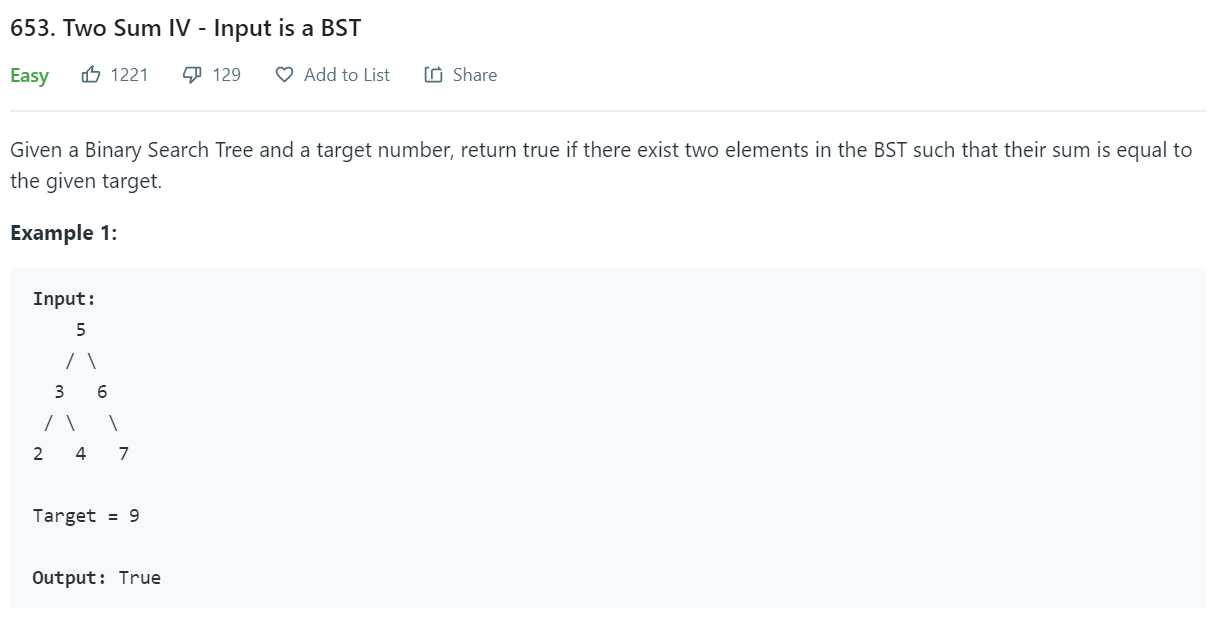 653. Two Sum IV - Input is a BST
Easy 1221 129 Add to List Share
Given a Binary Search Tree and a target number, return true if there exist two elements in the BST such that their sum is equal to
the given target.
Example 1:
Input:
    5
   / \
  3   6
 / \   \
2   4   7
Target = 9
Output: True